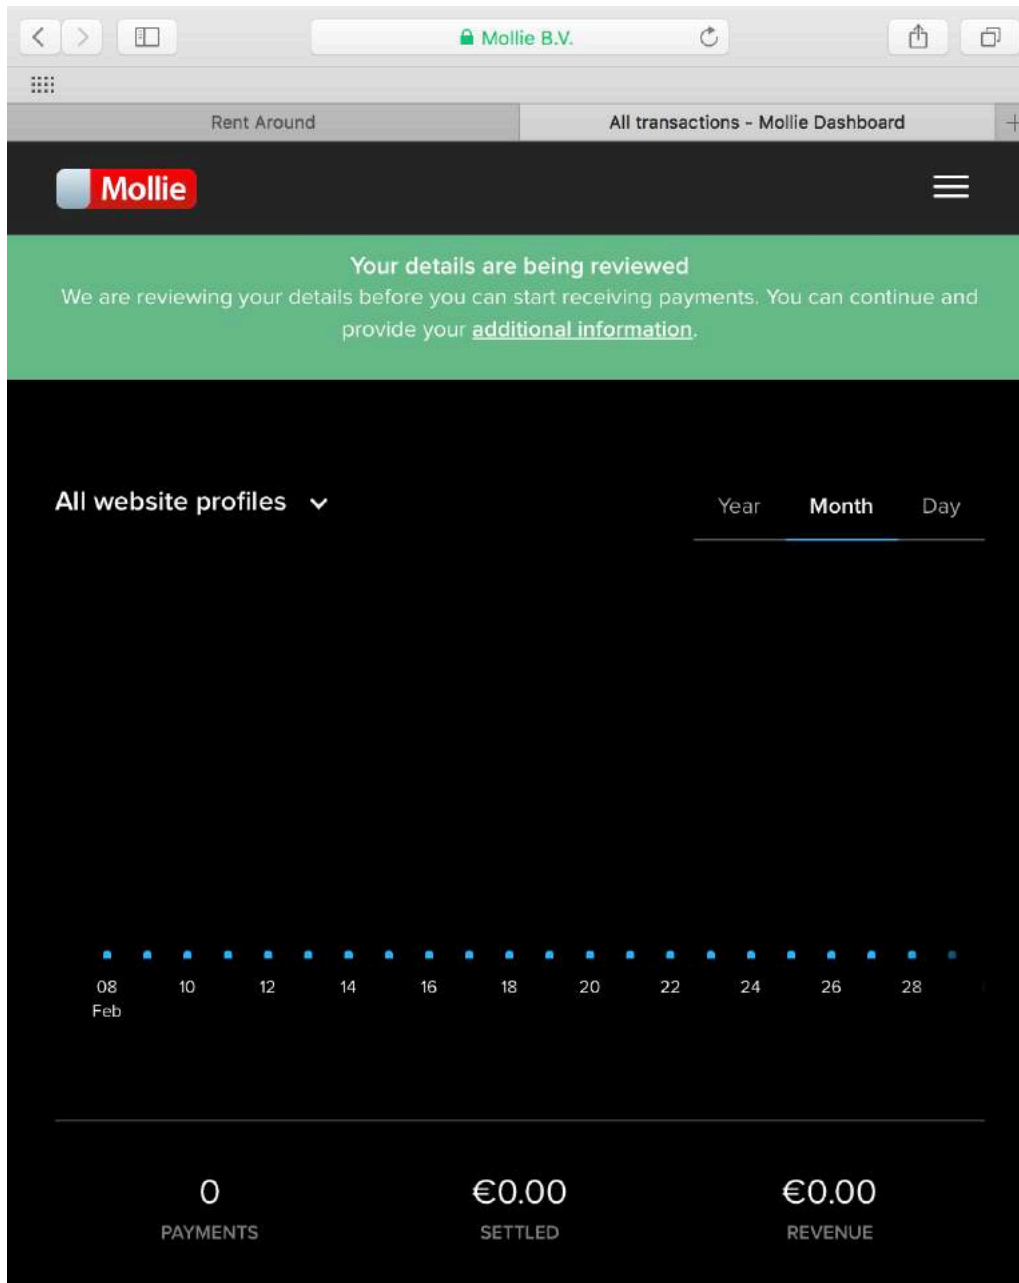 Mollie B.V.
Rent Around
All transactions - Mollie Dashboard
Mollie
Your details are being reviewed
We are reviewing your details before you can start receiving payments. You can continue and
provide your additional information.
All website profiles
Year Month Day
08 10 12 14 16 18 20 22 24 26 28
Feb
0 €0.00 €0.00
PAYMENTS SETTLED REVENUE